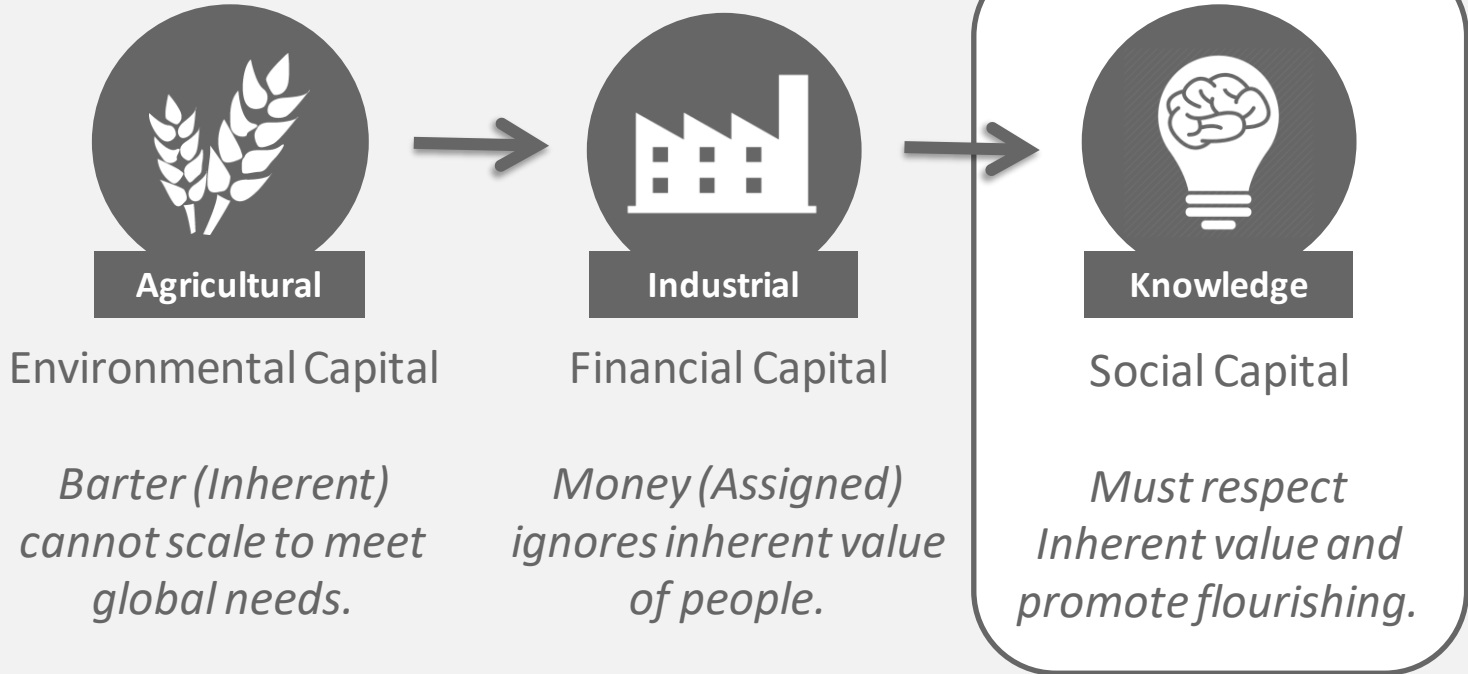 Agricultural
Environmental Capital
Barter (Inherent)
cannot scale to meet
global needs.
Industrial
Financial Capital
Money (Assigned)
ignores inherent value
of people.
Knowledge
Social Capital
Must respect
Inherent value and
promote flourishing.